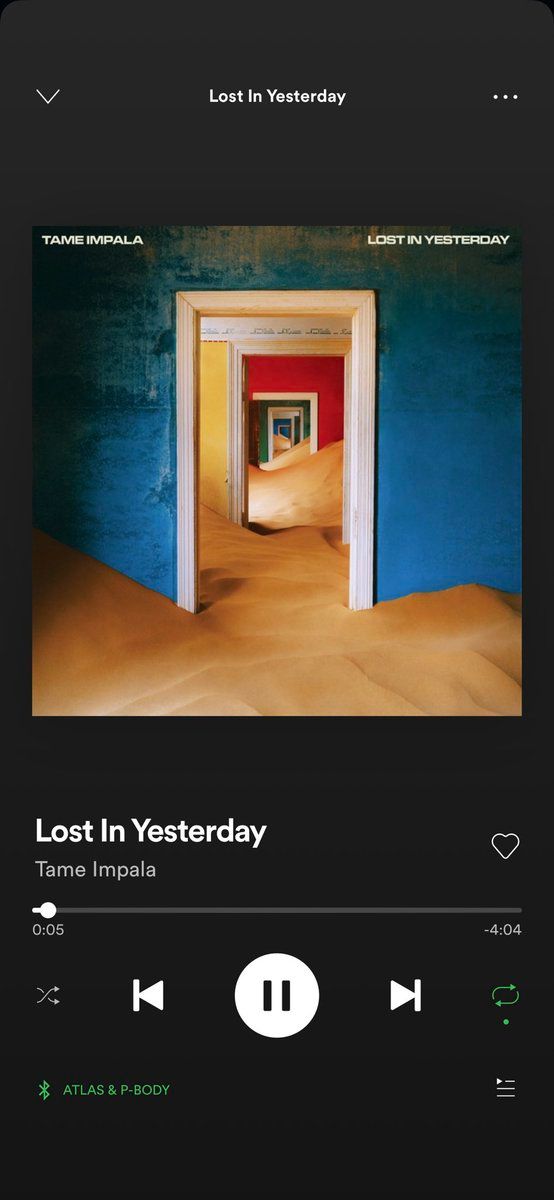 Lost In Yesterday
TAME IMPALA
LOST IN YESTERDAY
Lost In Yesterday
Tame Impala
0:05
-4:04
ATLAS & P-BODY